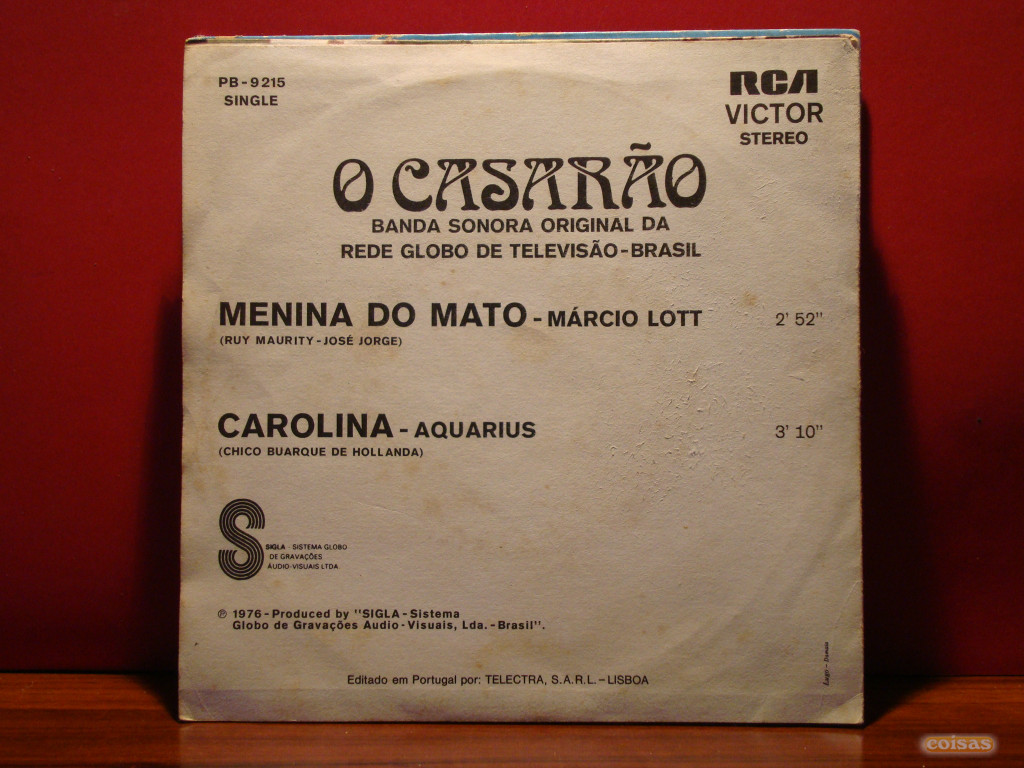 PB-9215
SINGLE
RCA
VICTOR
STEREO
O CASARÃO
BANDA SONORA ORIGINAL DA
REDE GLOBO DE TELEVISÃO-BRASIL
MENINA DO MATO - MÁRCIO LOTT 2' 52"
(RUY MAURITY-JOSÉ JORGE)
CAROLINA - AQUARIUS 3' 10"
(CHICO BUARQUE DE HOLLANDA)
S
SIGLA - SISTEMA GLOBO
DE GRAVAÇÕES
ÁUDIO-VISUAIS LTDA.
℗ 1976-Produced by "SIGLA-Sistema
Globo de Gravações Audio-Visuais, Lda.-Brasil".
Editado em Portugal por: TELECTRA, S.A.R.L.-LISBOA
coisas